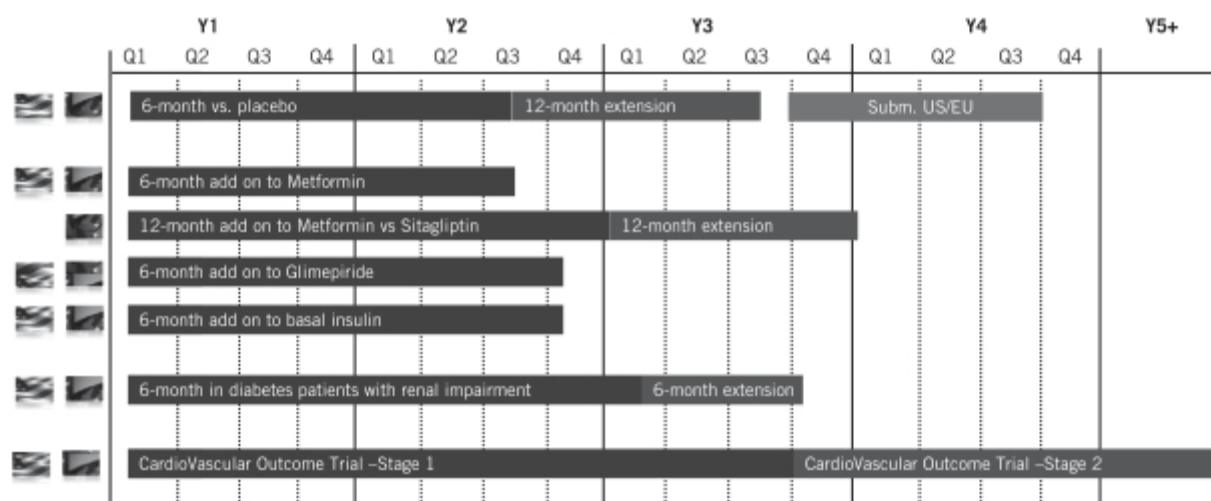 Y1 Y2 Y3 Y4 Y5+
Q1 Q2 Q3 Q4 Q1 Q2 Q3 Q4 Q1 Q2 Q3 Q4 Q1 Q2 Q3 Q4
6-month vs. placebo 12-month extension Subm. US/EU
6-month add on to Metformin
12-month add on to Metformin vs Sitagliptin 12-month extension
6-month add on to Glimepiride
6-month add on to basal insulin
6-month in diabetes patients with renal impairment 6-month extension
CardioVascular Outcome Trial –Stage 1 CardioVascular Outcome Trial –Stage 2